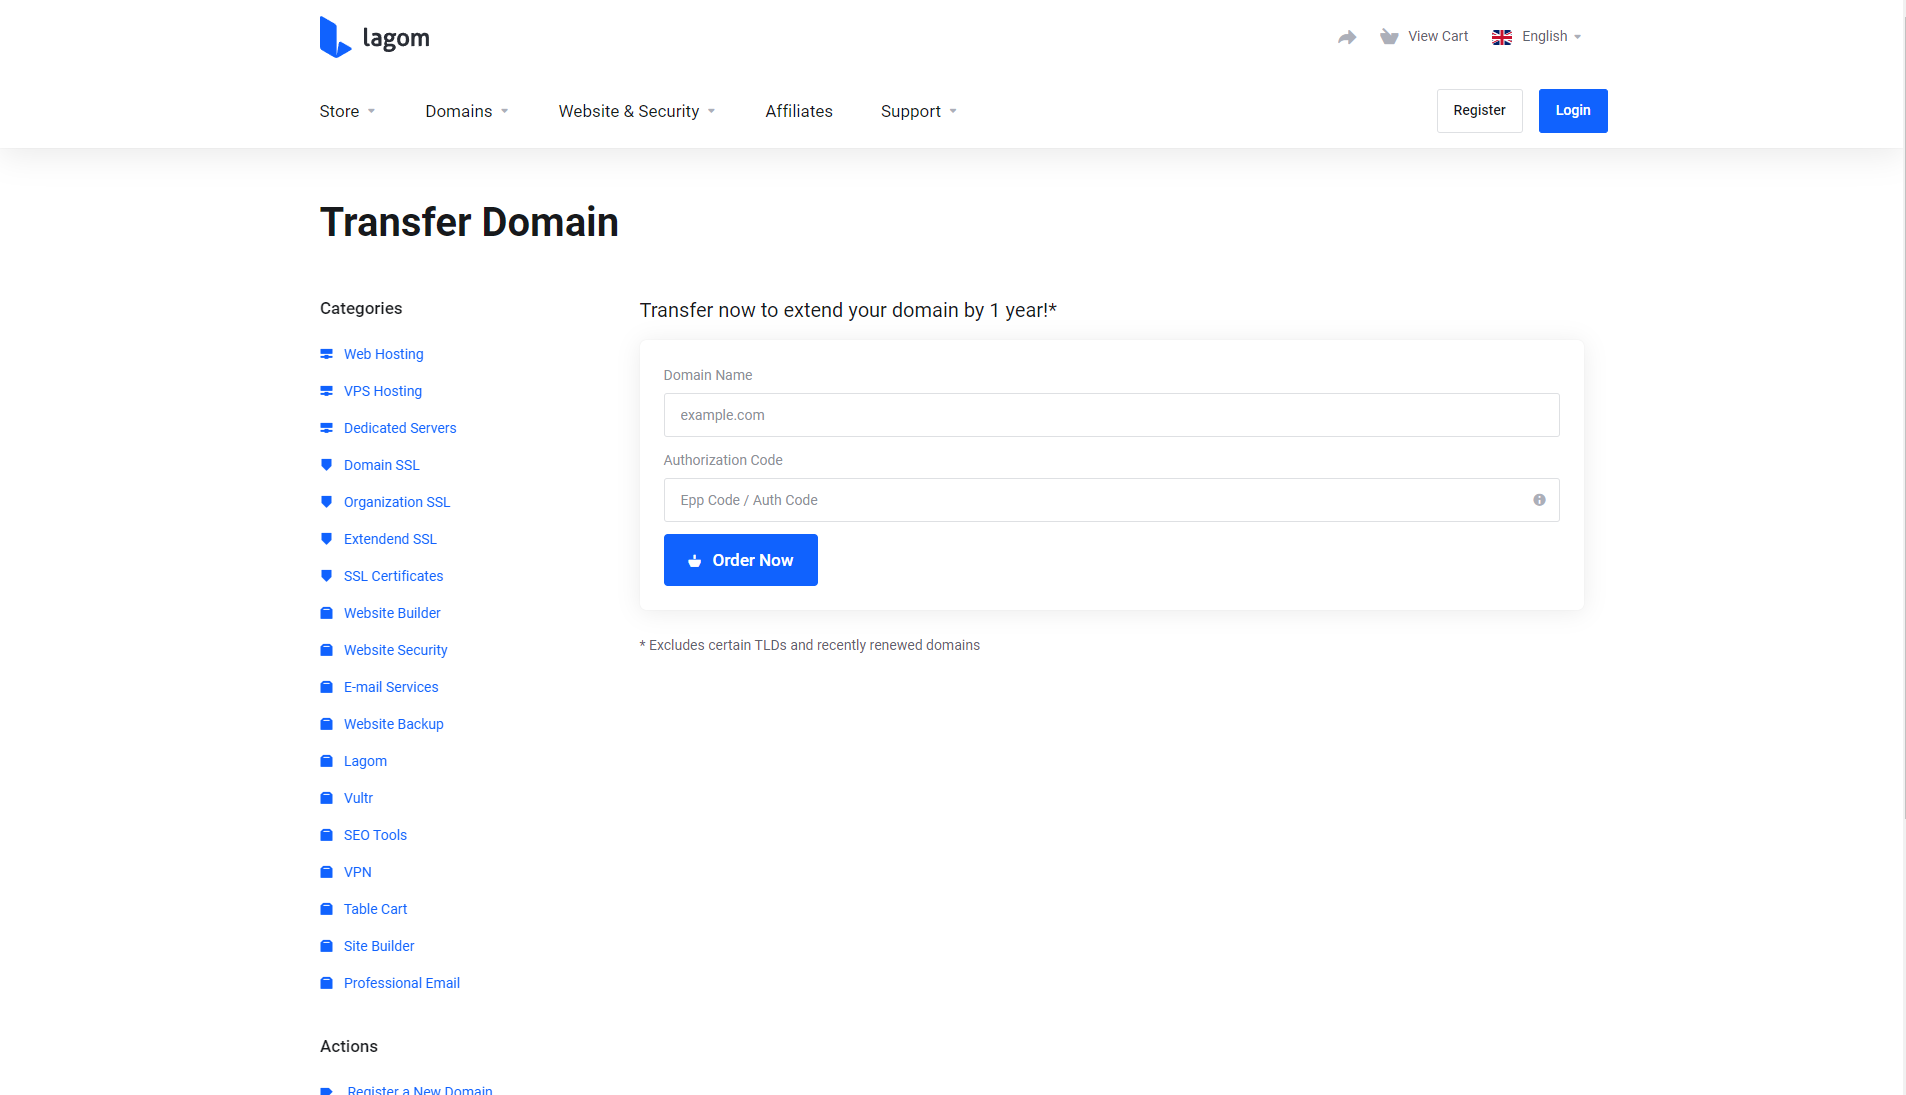 lagom
View Cart
English
Store
Domains
Website & Security
Affiliates
Support
Register
Login
Transfer Domain
Categories
Web Hosting
VPS Hosting
Dedicated Servers
Domain SSL
Organization SSL
Extendend SSL
SSL Certificates
Website Builder
Website Security
E-mail Services
Website Backup
Lagom
Vultr
SEO Tools
VPN
Table Cart
Site Builder
Professional Email
Actions
Register a New Domain
Transfer now to extend your domain by 1 year!*
Domain Name
example.com
Authorization Code
Epp Code / Auth Code
Order Now
* Excludes certain TLDs and recently renewed domains